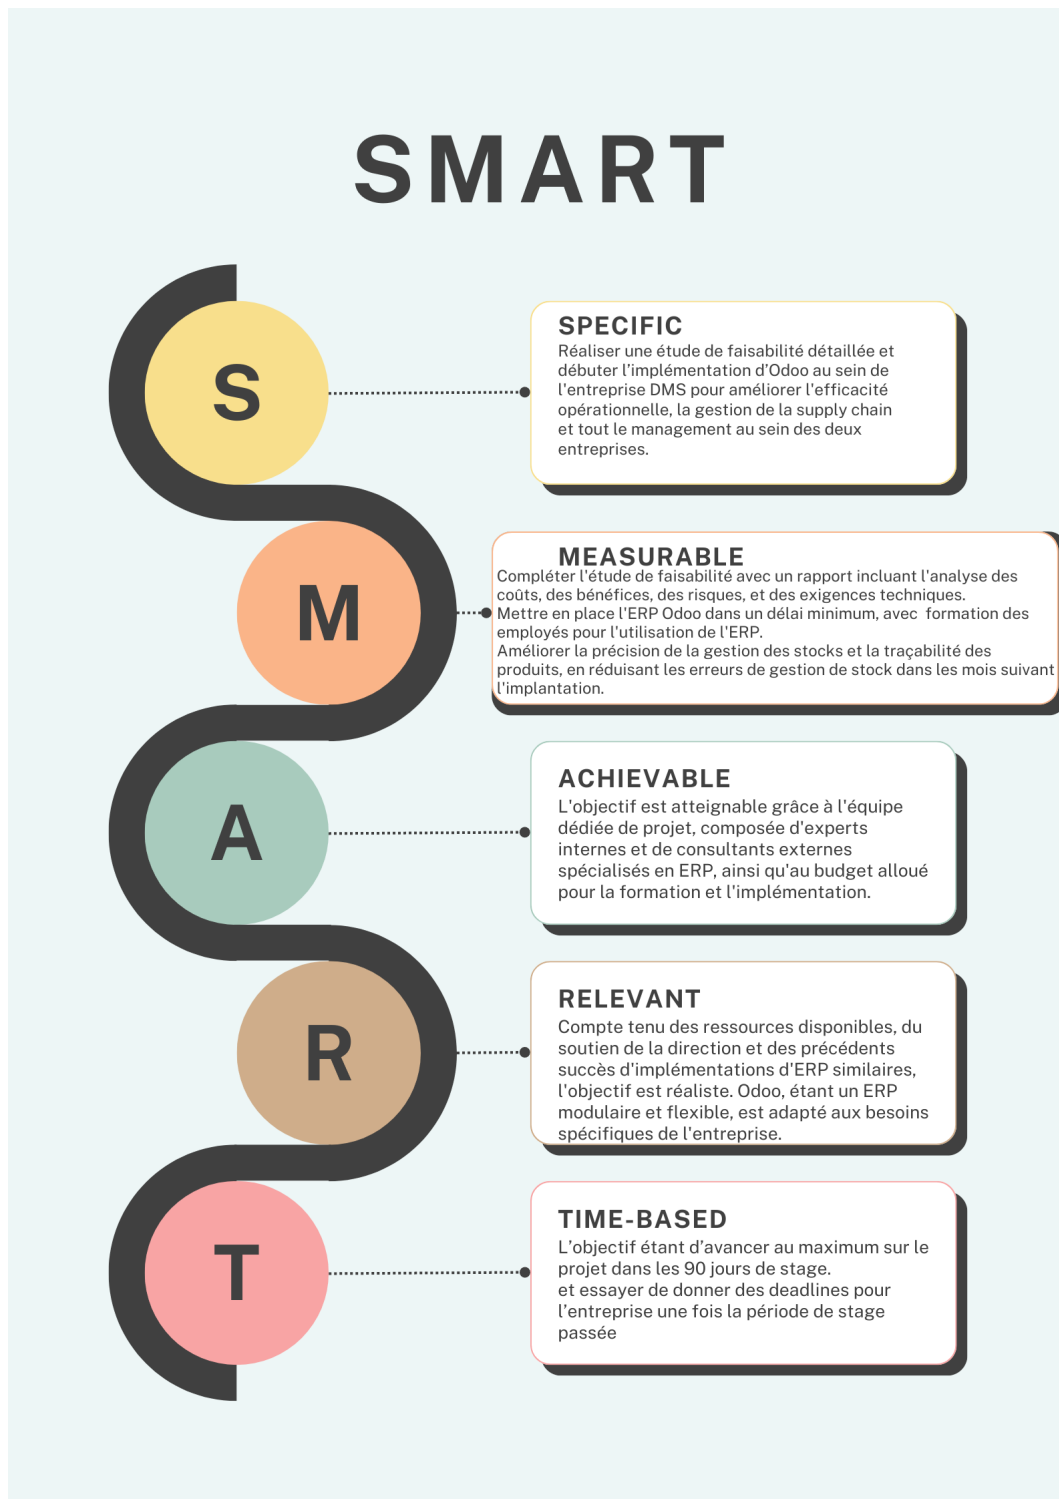 SMART
S
SPECIFIC
Réaliser une étude de faisabilité détaillée et
débuter l’implémentation d’Odoo au sein de
l'entreprise DMS pour améliorer l'efficacité
opérationnelle, la gestion de la supply chain
et tout le management au sein des deux
entreprises.
M
MEASURABLE
Compléter l'étude de faisabilité avec un rapport incluant l'analyse des
coûts, des bénéfices, des risques, et des exigences techniques.
Mettre en place l'ERP Odoo dans un délai minimum, avec  formation des
employés pour l'utilisation de l'ERP.
Améliorer la précision de la gestion des stocks et la traçabilité des
produits, en réduisant les erreurs de gestion de stock dans les mois suivant
l'implantation.
A
ACHIEVABLE
L'objectif est atteignable grâce à l'équipe
dédiée de projet, composée d'experts
internes et de consultants externes
spécialisés en ERP, ainsi qu'au budget alloué
pour la formation et l'implémentation.
R
RELEVANT
Compte tenu des ressources disponibles, du
soutien de la direction et des précédents
succès d'implémentations d'ERP similaires,
l'objectif est réaliste. Odoo, étant un ERP
modulaire et flexible, est adapté aux besoins
spécifiques de l'entreprise.
T
TIME-BASED
L’objectif étant d’avancer au maximum sur le
projet dans les 90 jours de stage.
et essayer de donner des deadlines pour
l’entreprise une fois la période de stage
passée